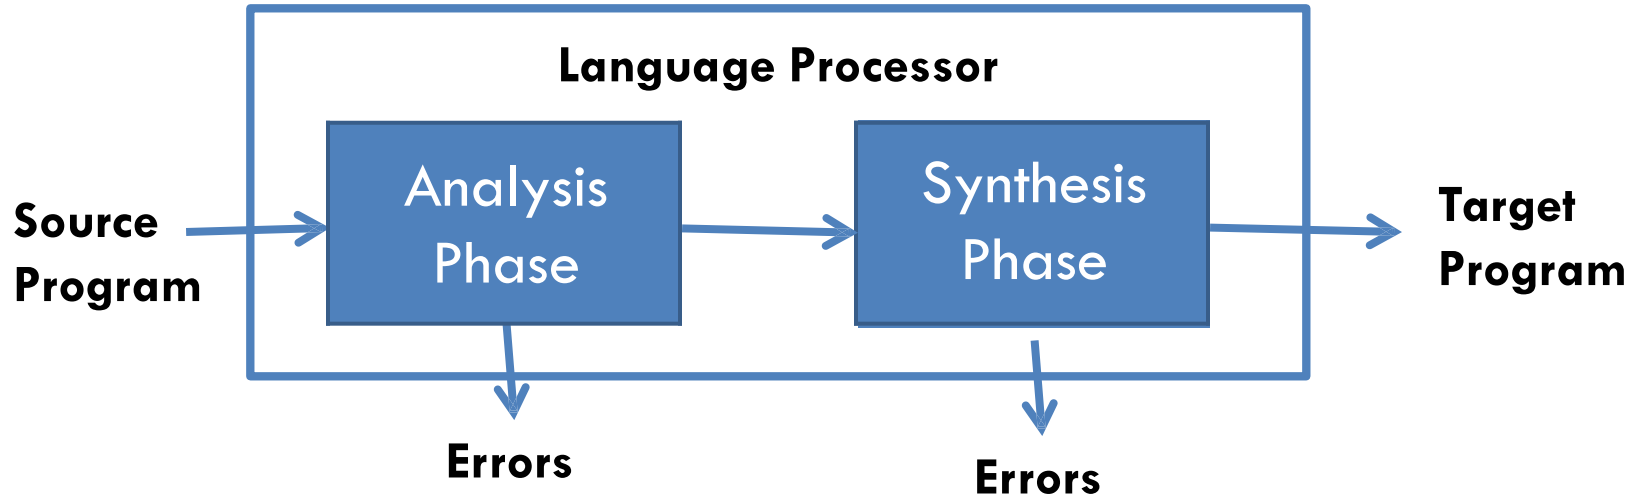 Language Processor
Analysis
Phase
Synthesis
Phase
Source
Program
Target
Program
Errors
Errors